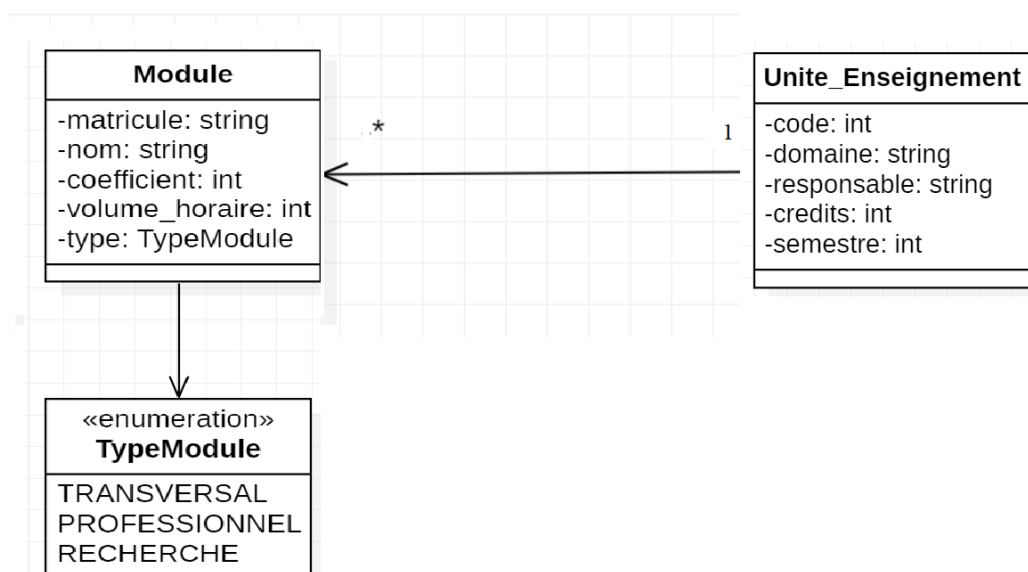 Module
-matricule: string
-nom: string
-coefficient: int
-volume_horaire: int
-type: TypeModule
*
1
Unite_Enseignement
-code: int
-domaine: string
-responsable: string
-credits: int
-semestre: int
«enumeration»
TypeModule
TRANSVERSAL
PROFESSIONNEL
RECHERCHE